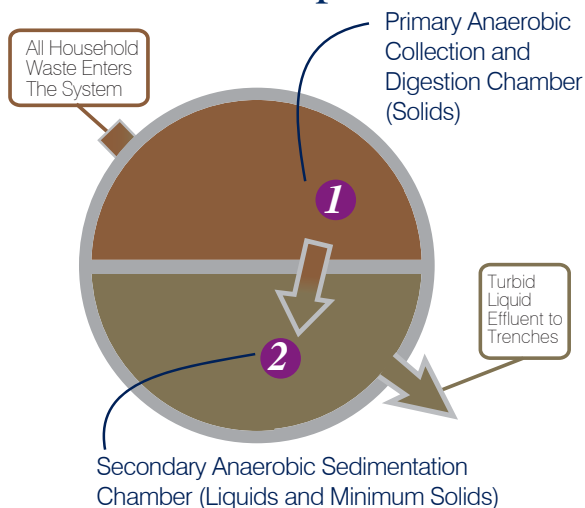 All Household
Waste Enters
The System
Primary Anaerobic
Collection and
Digestion Chamber
(Solids)
1
2
Turbid
Liquid
Effluent to
Trenches
Secondary Anaerobic Sedimentation
Chamber (Liquids and Minimum Solids)